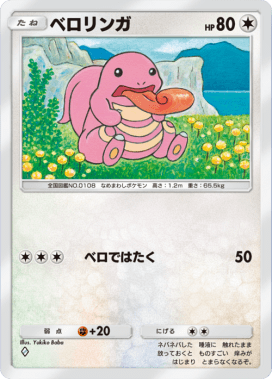 たね ベロリンガ HP 80
全国図鑑NO.0108 なめまわしポケモン 高さ:1.2m 重さ:65.5kg
ベロではたく 50
弱点 +20 にげる
Illus. Yukiko Baba
ネバネバした 唾液に 触れたまま
放っておくと ものすごい 痒みが
はじまり とまらなくなるぞ。